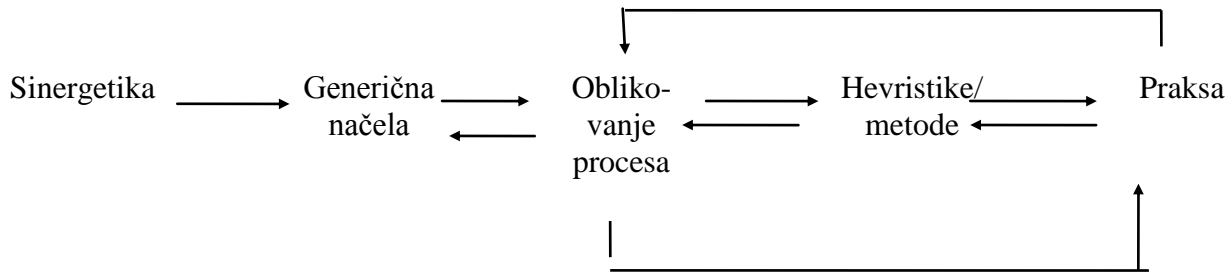 Sinergetika
Generična
načela
Obliko-
vanje
procesa
Hevristike/
metode
Praksa